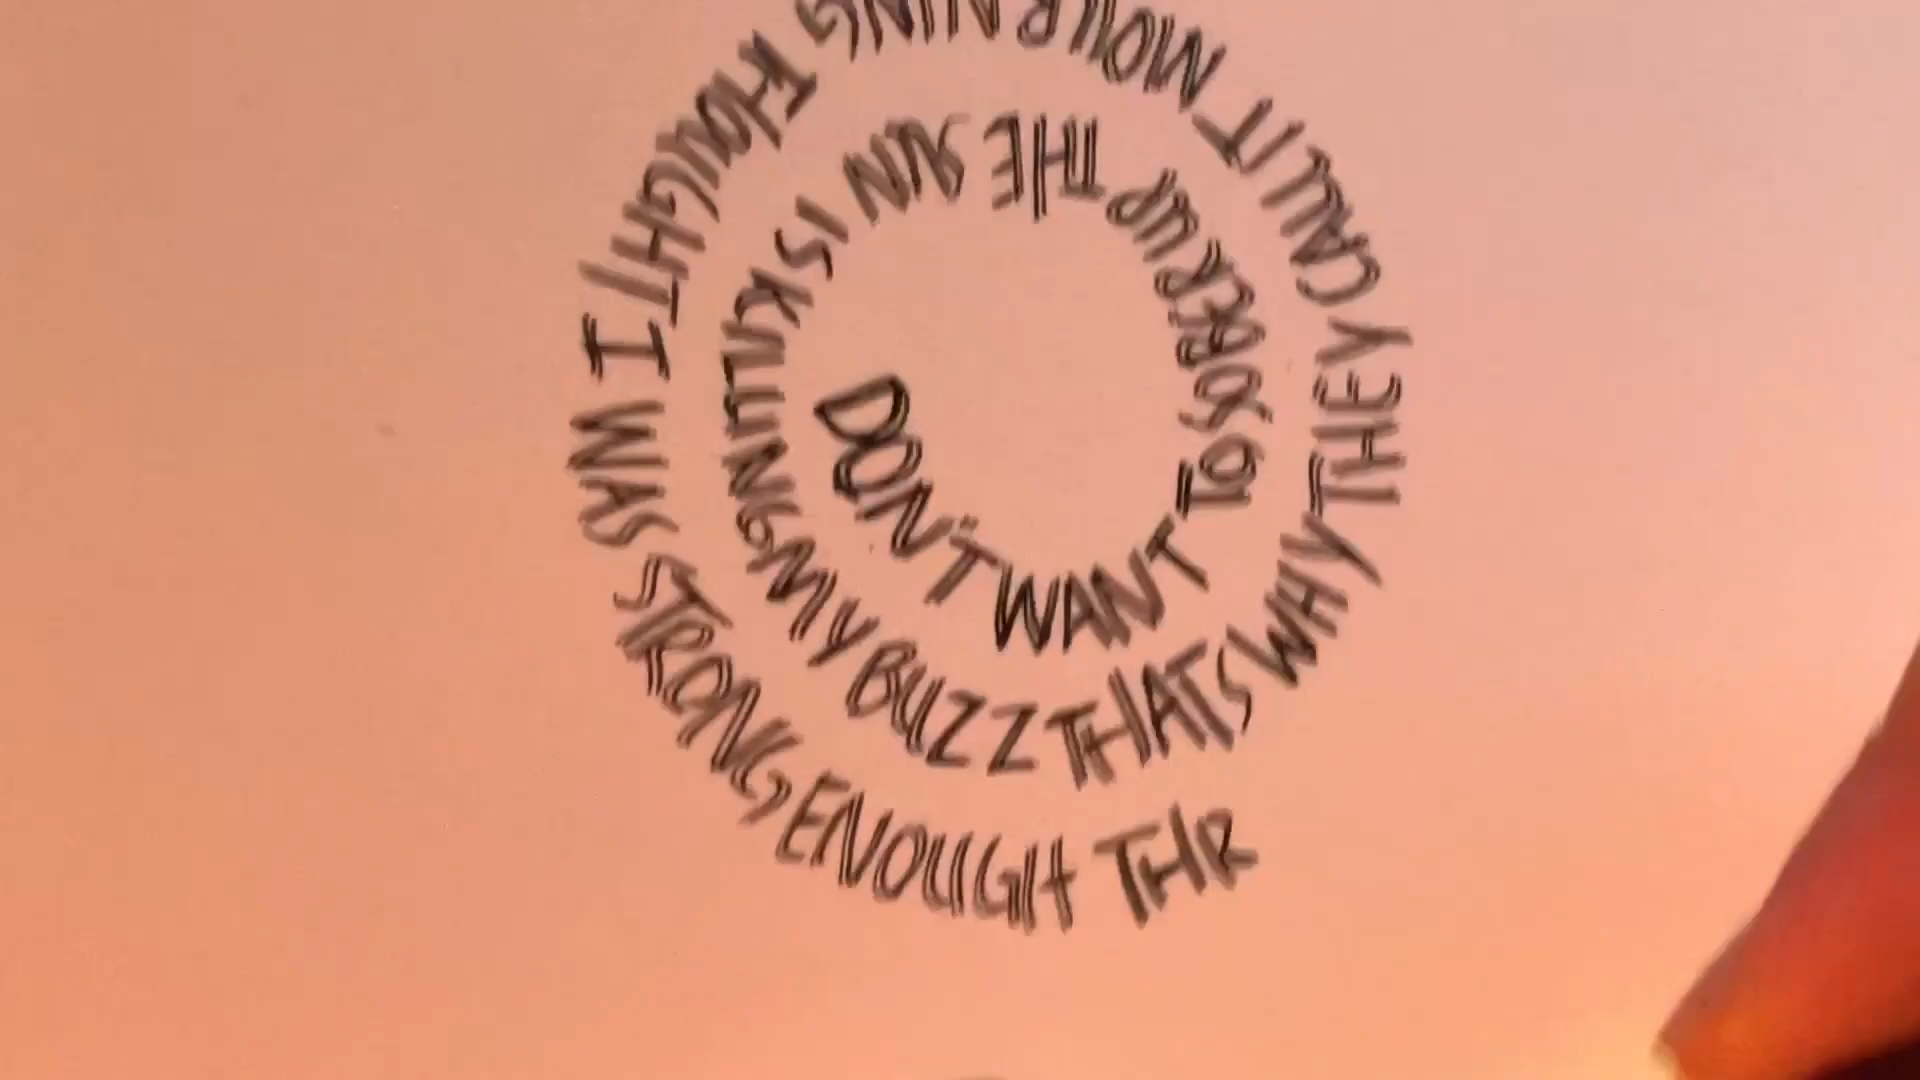 DON'T WANT TO SOBER UP THE SUN IS KILLING MY BUZZ THATS WHY THEY CALL IT MOURNING THOUGHT I WAS STRONG ENOUGH THR